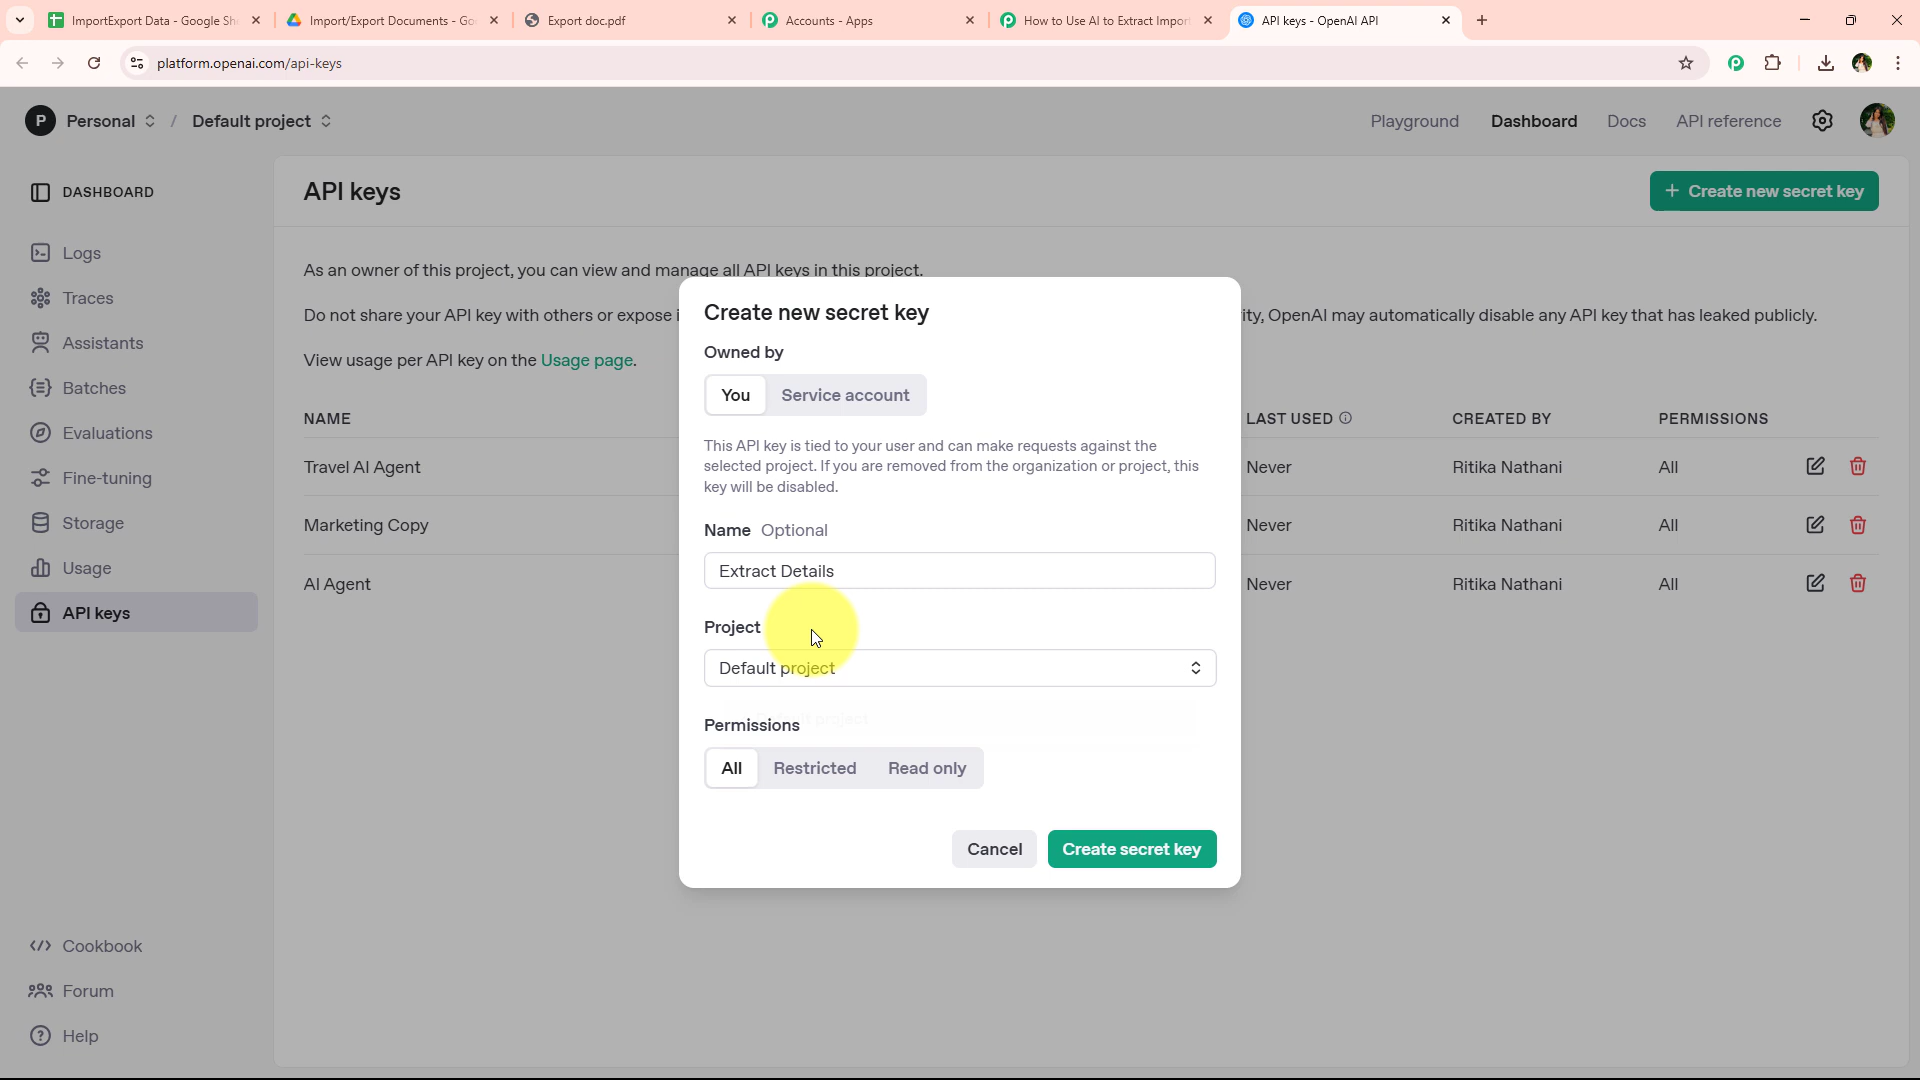 ImportExport Data - Google She
Import/Export Documents - Goo
Export doc.pdf
Accounts - Apps
How to Use AI to Extract Import
API keys - OpenAI API
platform.openai.com/api-keys
P Personal / Default project
Playground
Dashboard
Docs
API reference
DASHBOARD
Logs
Traces
Assistants
Batches
Evaluations
Fine-tuning
Storage
Usage
API keys
Cookbook
Forum
Help
API keys
+ Create new secret key
As an owner of this project, you can view and manage all API keys in this project.
Do not share your API key with others or expose i
ity, OpenAI may automatically disable any API key that has leaked publicly.
View usage per API key on the Usage page.
NAME LAST USED CREATED BY PERMISSIONS
Travel AI Agent Never Ritika Nathani All
Marketing Copy Never Ritika Nathani All
AI Agent Never Ritika Nathani All
Create new secret key
Owned by
You Service account
This API key is tied to your user and can make requests against the
selected project. If you are removed from the organization or project, this
key will be disabled.
Name Optional
Extract Details
Project
Default project
Permissions
All Restricted Read only
Cancel Create secret key